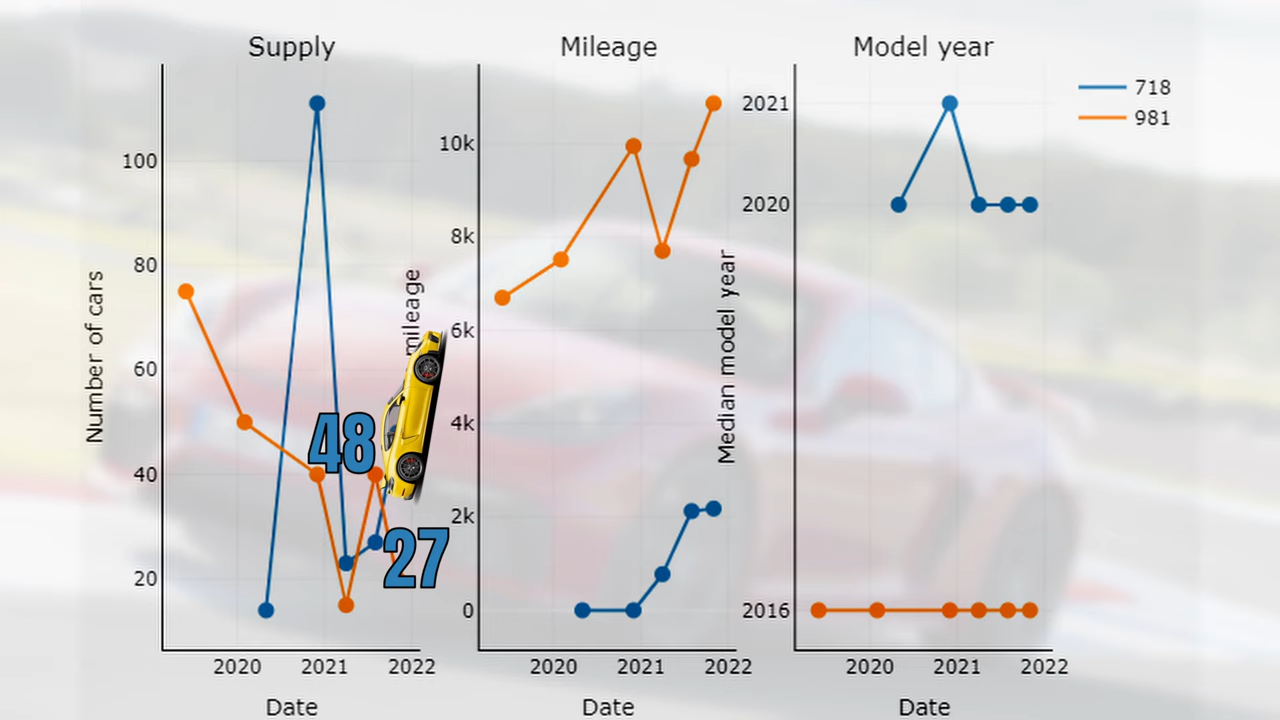 Supply
Mileage
Model year
718
981
Number of cars
100
80
60
40
20
2020
2021
2022
Date
48
27
mileage
10k
8k
6k
4k
2k
0
2020
2021
2022
Date
Median model year
2021
2020
2016
2020
2021
2022
Date